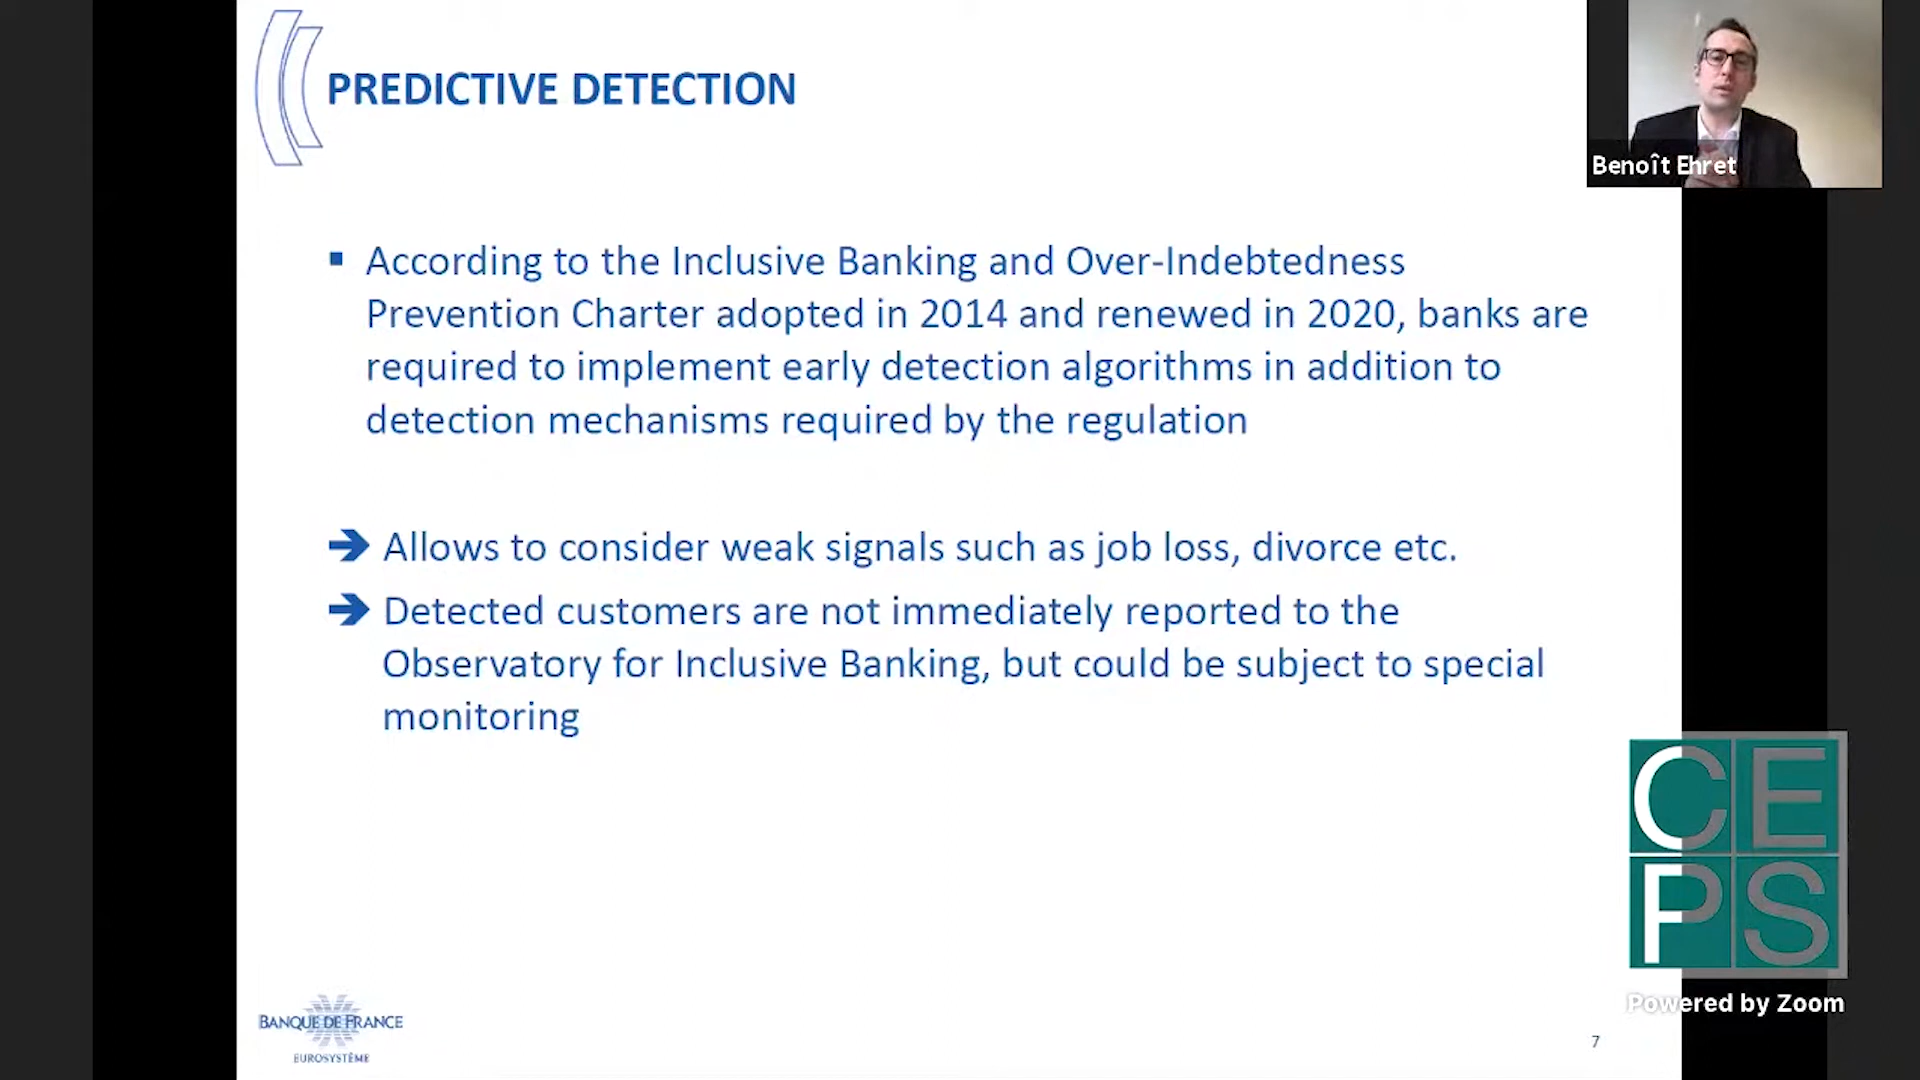 PREDICTIVE DETECTION
Benoît Ehret
▪ According to the Inclusive Banking and Over-Indebtedness
Prevention Charter adopted in 2014 and renewed in 2020, banks are
required to implement early detection algorithms in addition to
detection mechanisms required by the regulation
➔ Allows to consider weak signals such as job loss, divorce etc.
➔ Detected customers are not immediately reported to the
Observatory for Inclusive Banking, but could be subject to special
monitoring
CE
PS
Powered by Zoom
BANQUE DE FRANCE
EUROSYSTÈME
7